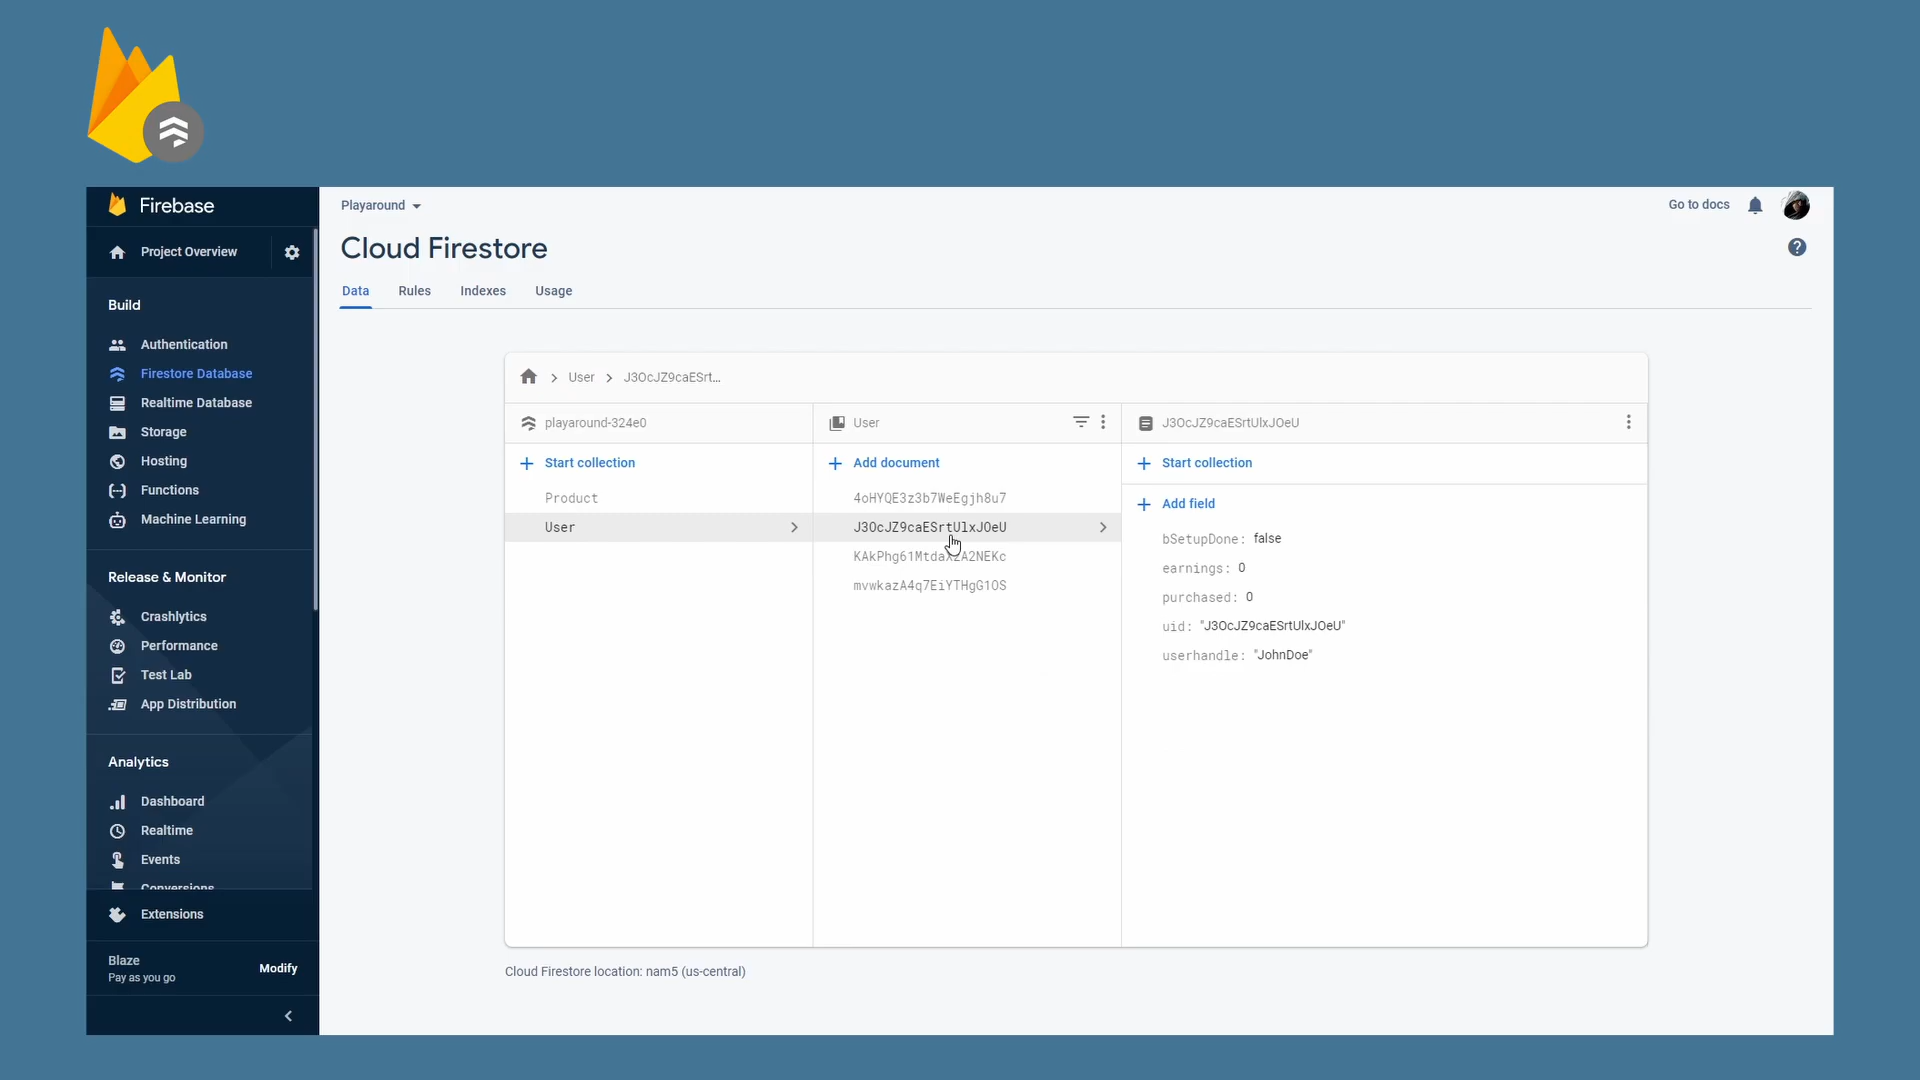 Firebase
Project Overview
Build
Authentication
Firestore Database
Realtime Database
Storage
Hosting
Functions
Machine Learning
Release & Monitor
Crashlytics
Performance
Test Lab
App Distribution
Analytics
Dashboard
Realtime
Events
Conversions
Extensions
Blaze
Pay as you go
Modify
Playaround
Go to docs
Cloud Firestore
Data Rules Indexes Usage
User
J3OcJZ9caESrt...
playaround-324e0
Start collection
Product
User
User
Add document
4oHYQE3z3b7WeEgjh8u7
J3OcJZ9caESrtUlxJOeU
KAkPhg61MtdaXzA2NEKc
mvwkazA4q7EiYTHgG1OS
J3OcJZ9caESrtUlxJOeU
Start collection
Add field
bSetupDone: false
earnings: 0
purchased: 0
uid: "J3OcJZ9caESrtUlxJOeU"
userhandle: "JohnDoe"
Cloud Firestore location: nam5 (us-central)